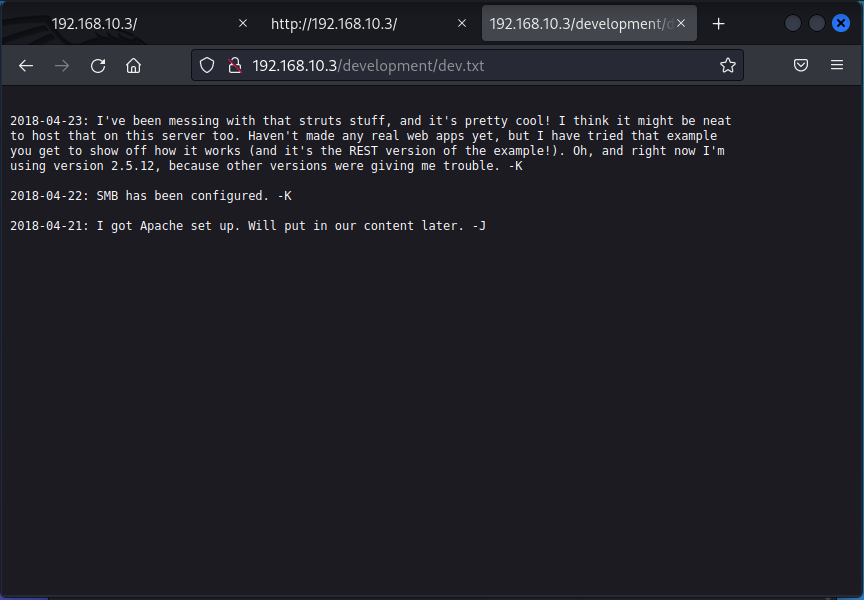 192.168.10.3/
http://192.168.10.3/
192.168.10.3/development/d
192.168.10.3/development/dev.txt
2018-04-23: I've been messing with that struts stuff, and it's pretty cool! I think it might be neat
to host that on this server too. Haven't made any real web apps yet, but I have tried that example
you get to show off how it works (and it's the REST version of the example!). Oh, and right now I'm
using version 2.5.12, because other versions were giving me trouble. -K
2018-04-22: SMB has been configured. -K
2018-04-21: I got Apache set up. Will put in our content later. -J